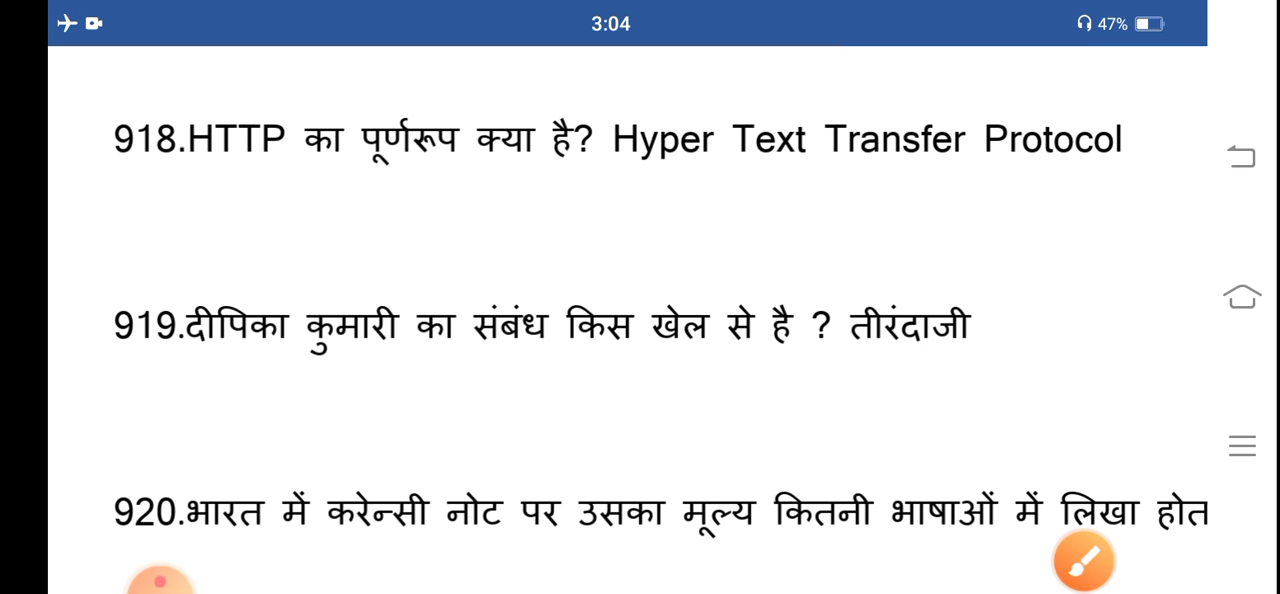 3:04
47%
918.HTTP का पूर्णरूप क्या है? Hyper Text Transfer Protocol
919.दीपिका कुमारी का संबंध किस खेल से है ? तीरंदाजी
920.भारत में करेन्सी नोट पर उसका मूल्य कितनी भाषाओं में लिखा होत